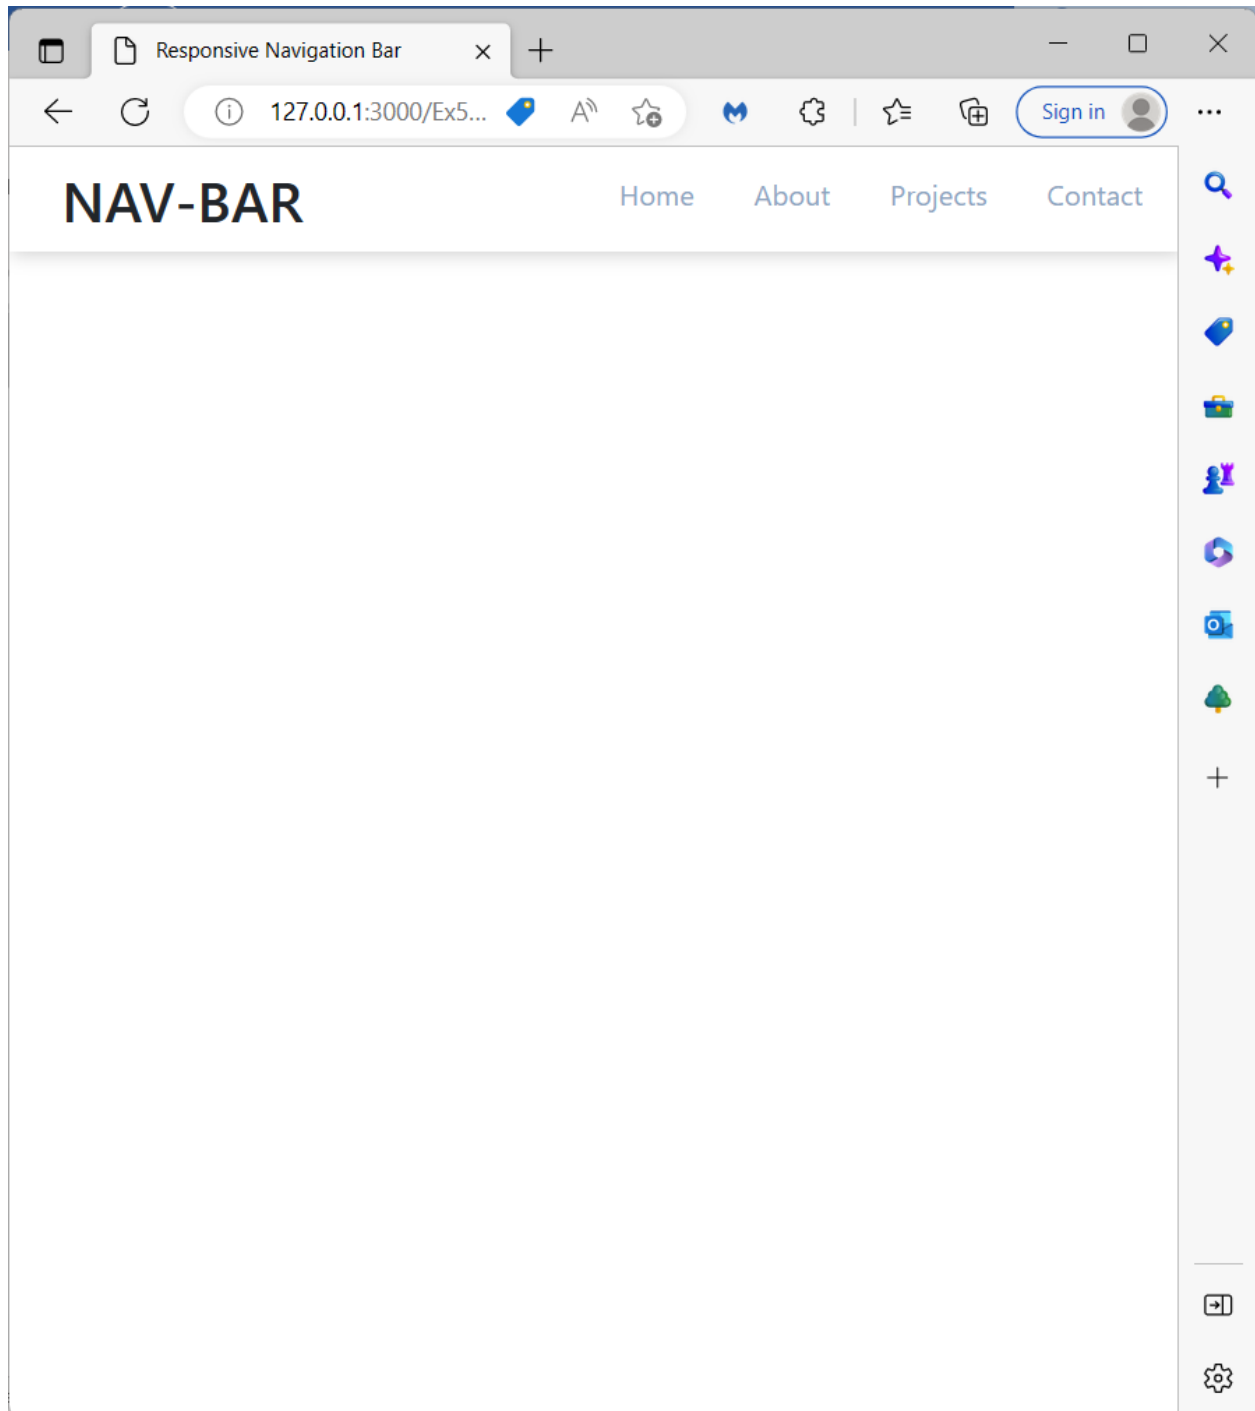 Responsive Navigation Bar
127.0.0.1:3000/Ex5...
Sign in
NAV-BAR
Home About Projects Contact